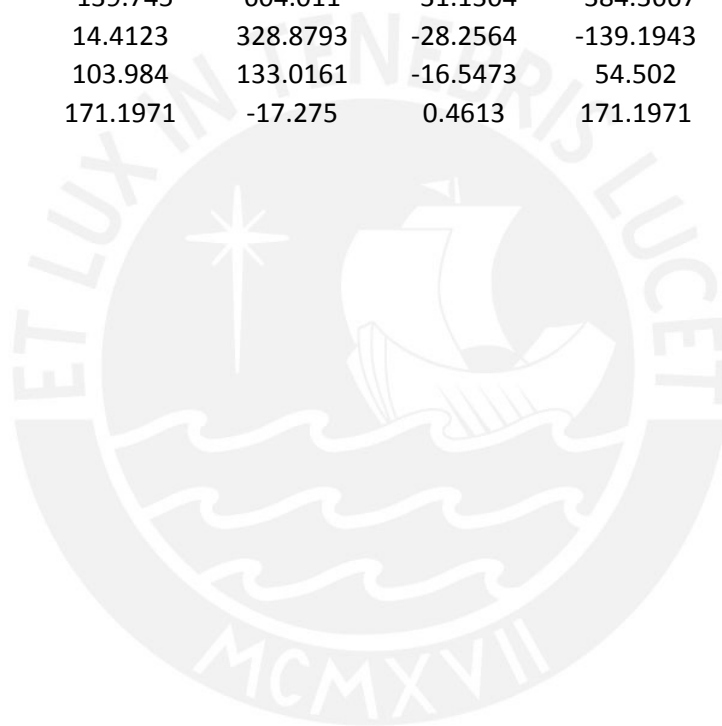 14.4123 328.8793 -28.2564 -139.1943
103.984 133.0161 -16.5473 54.502
171.1971 -17.275 0.4613 171.1971
ET LUX IN TENEBRIS LUCET
MCMXVII